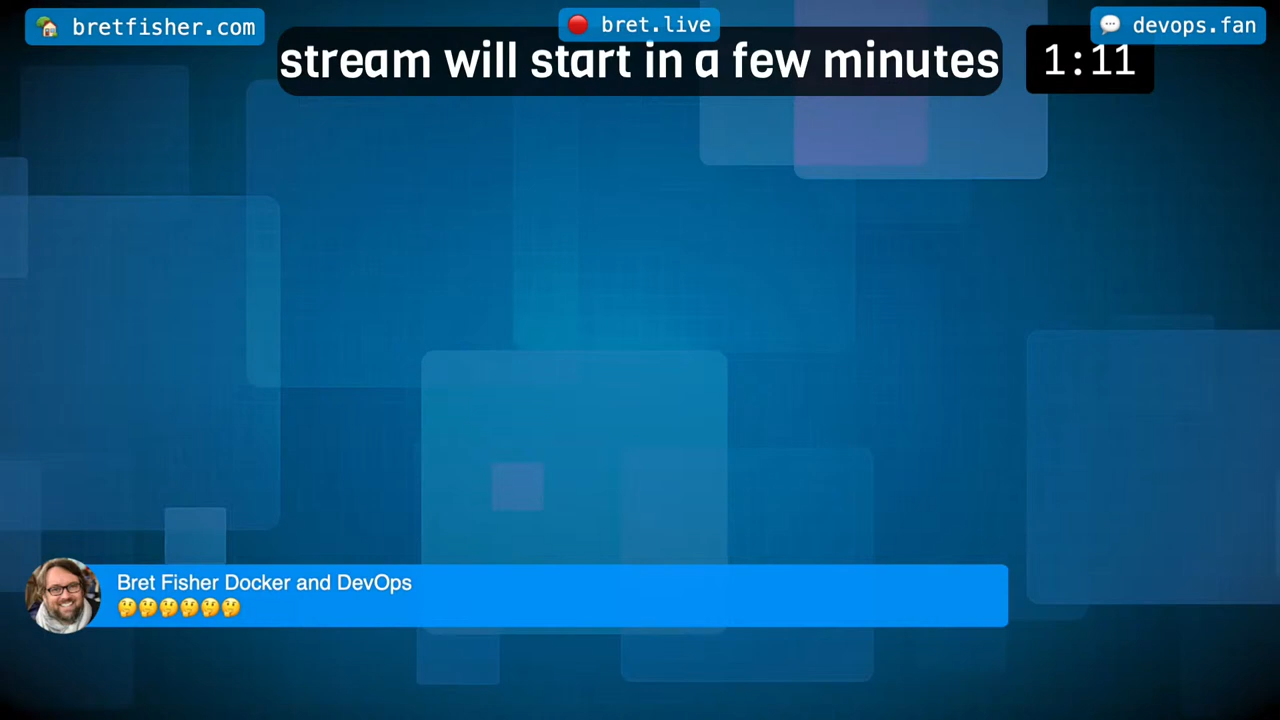 🏡 bretfisher.com
🔴 bret.live
💬 devops.fan
stream will start in a few minutes
1:11
Bret Fisher Docker and DevOps
🤔🤔🤔🤔🤔🤔